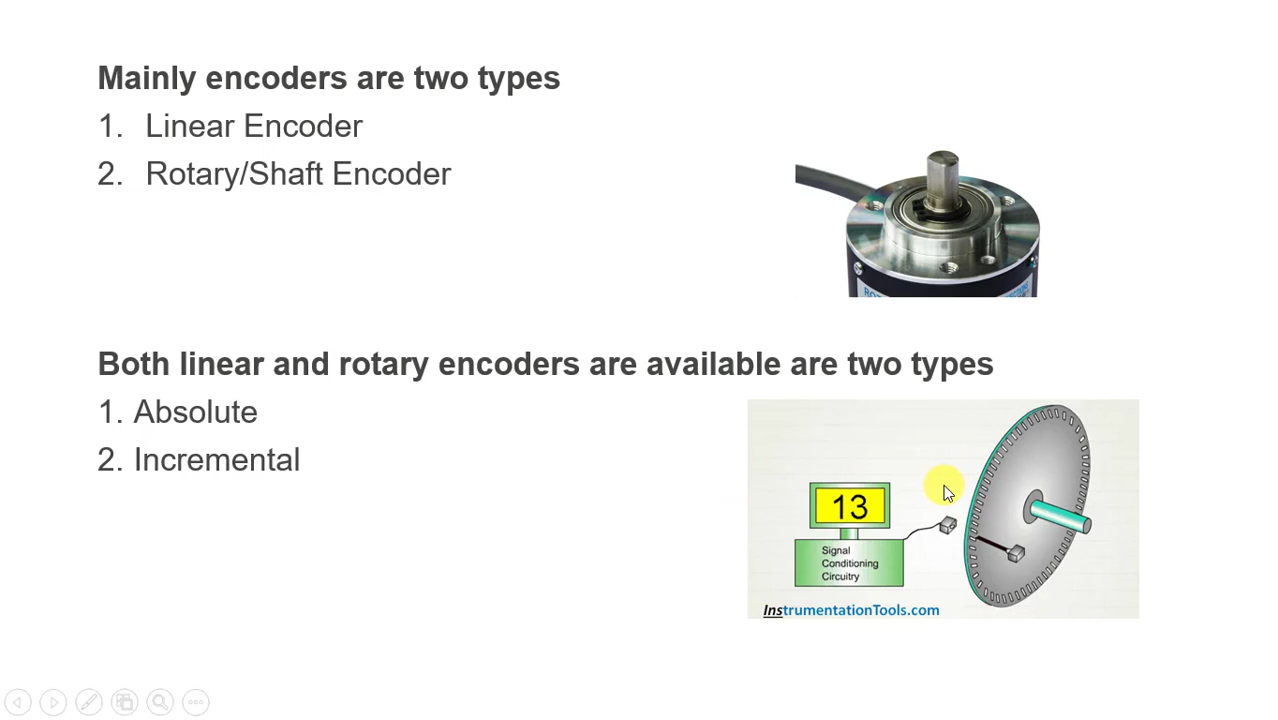 Mainly encoders are two types
1. Linear Encoder
2. Rotary/Shaft Encoder
Both linear and rotary encoders are available are two types
1. Absolute
2. Incremental
13
Signal
Conditioning
Circuitry
InstrumentationTools.com